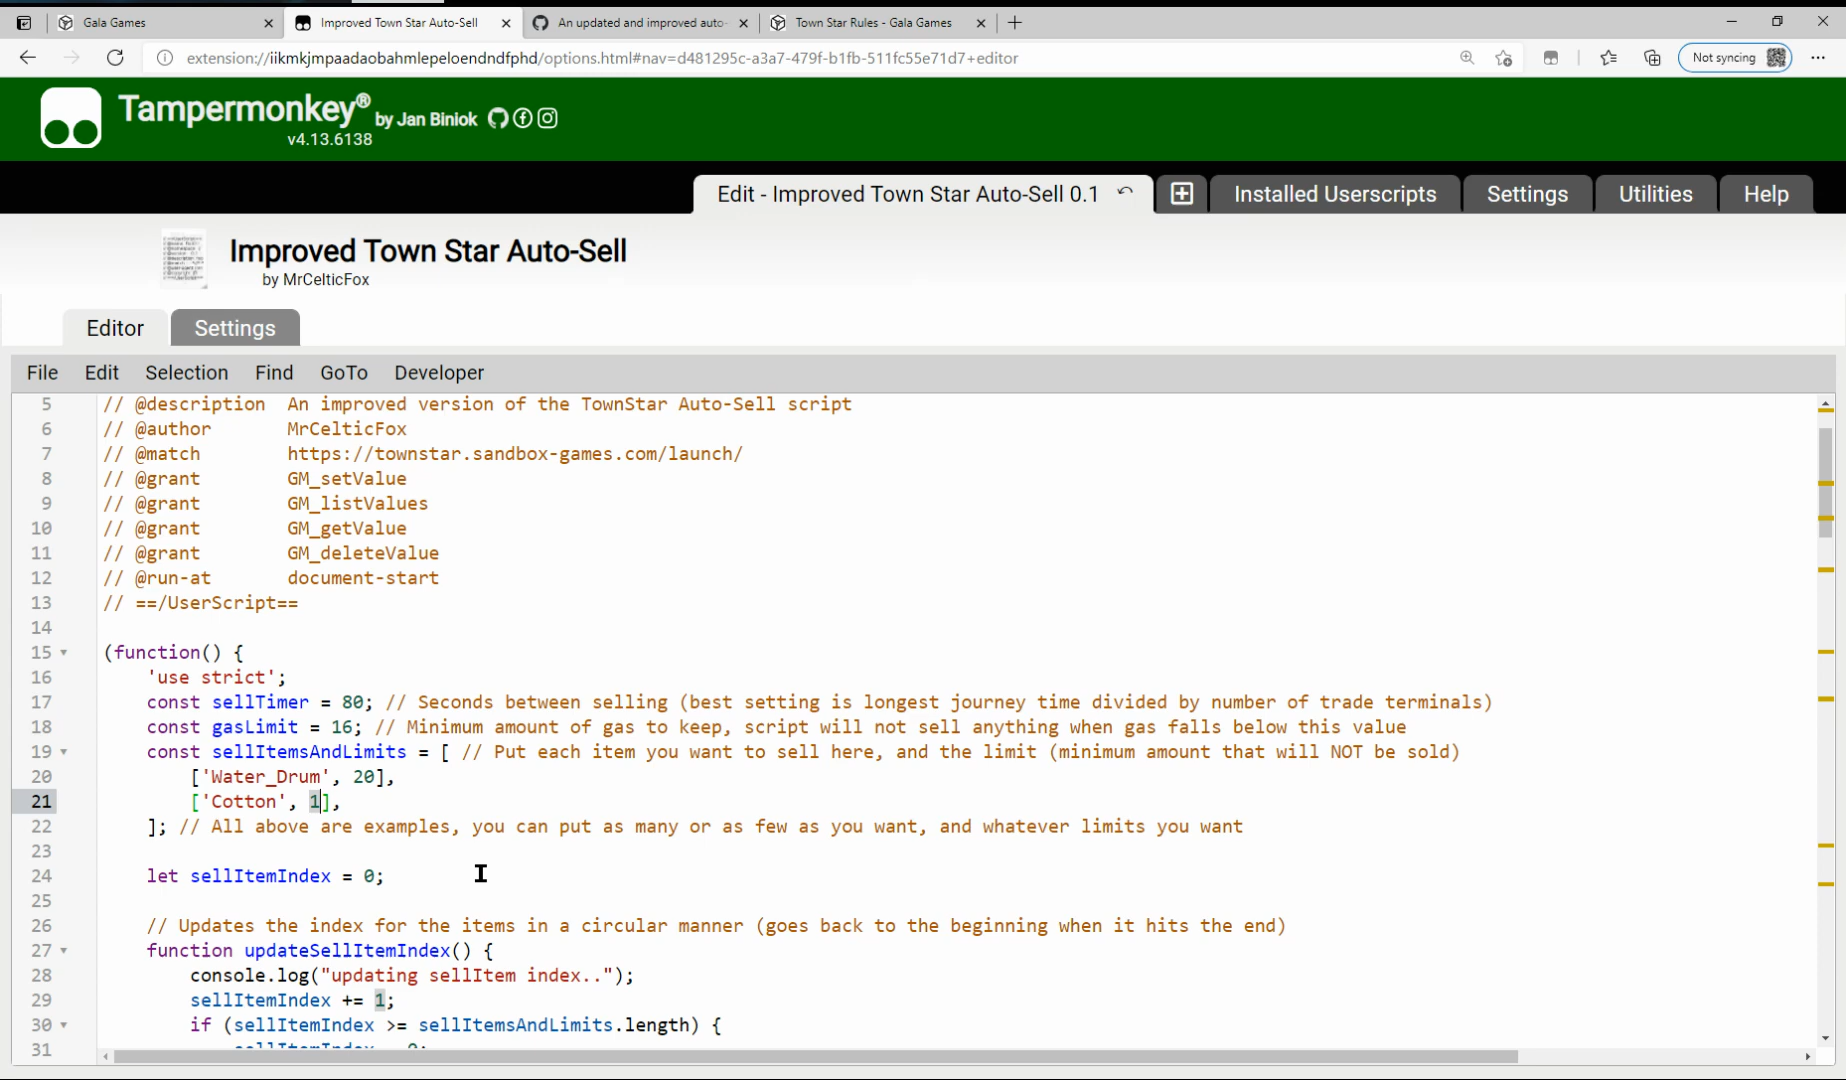 Gala Games
Improved Town Star Auto-Sell
An updated and improved auto-
Town Star Rules - Gala Games
extension://iikmkjmpaadaobahmlepeloendndfphd/options.html#nav=d481295c-a3a7-479f-b1fb-511fc55e71d7+editor
Not syncing
Tampermonkey® by Jan Biniok
v4.13.6138
Edit - Improved Town Star Auto-Sell 0.1
Installed Userscripts
Settings
Utilities
Help
Improved Town Star Auto-Sell
by MrCelticFox
Editor
Settings
File Edit Selection Find GoTo Developer
5 // @description An improved version of the TownStar Auto-Sell script
6 // @author MrCelticFox
7 // @match https://townstar.sandbox-games.com/launch/
8 // @grant GM_setValue
9 // @grant GM_listValues
10 // @grant GM_getValue
11 // @grant GM_deleteValue
12 // @run-at document-start
13 // ==/UserScript==
14
15 (function() {
16 'use strict';
17 const sellTimer = 80; // Seconds between selling (best setting is longest journey time divided by number of trade terminals)
18 const gasLimit = 16; // Minimum amount of gas to keep, script will not sell anything when gas falls below this value
19 const sellItemsAndLimits = [ // Put each item you want to sell here, and the limit (minimum amount that will NOT be sold)
20 ['Water_Drum', 20],
21 ['Cotton', 1],
22 ]; // All above are examples, you can put as many or as few as you want, and whatever limits you want
23
24 let sellItemIndex = 0;
25
26 // Updates the index for the items in a circular manner (goes back to the beginning when it hits the end)
27 function updateSellItemIndex() {
28 console.log("updating sellItem index..");
29 sellItemIndex += 1;
30 if (sellItemIndex >= sellItemsAndLimits.length) {
31 sellItemIndex = 0;